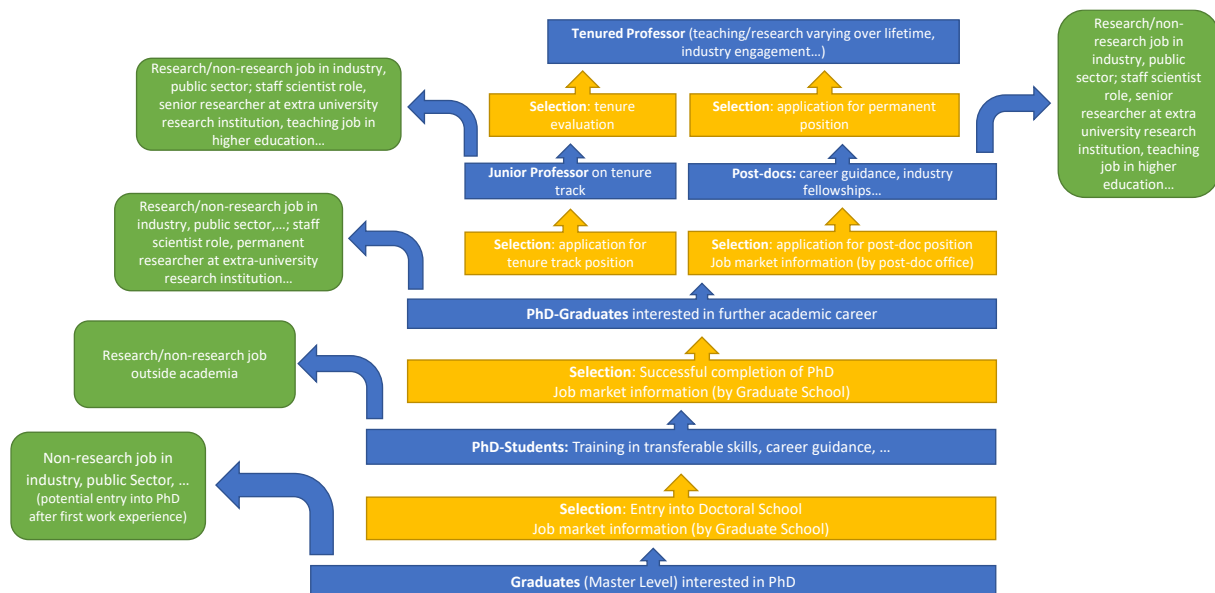 Tenured Professor (teaching/research varying over lifetime,
industry engagement…)
Research/non-
research job in
industry, public
sector; staff
scientist role,
senior
researcher at
extra university
research
institution,
teaching job in
higher
education…
Research/non-research job in industry,
public sector; staff scientist role,
senior researcher at extra university
research institution, teaching job in
higher education…
Selection: tenure
evaluation
Selection: application for permanent
position
Junior Professor on tenure
track
Post-docs: career guidance, industry
fellowships…
Research/non-research job in
industry, public sector,…; staff
scientist role, permanent
researcher at extra-university
research institution…
Selection: application for
tenure track position
Selection: application for post-doc position
Job market information (by post-doc office)
PhD-Graduates interested in further academic career
Research/non-research job
outside academia
Selection: Successful completion of PhD
Job market information (by Graduate School)
PhD-Students: Training in transferable skills, career guidance, …
Non-research job in
industry, public Sector, …
(potential entry into PhD
after first work experience)
Selection: Entry into Doctoral School
Job market information (by Graduate School)
Graduates (Master Level) interested in PhD